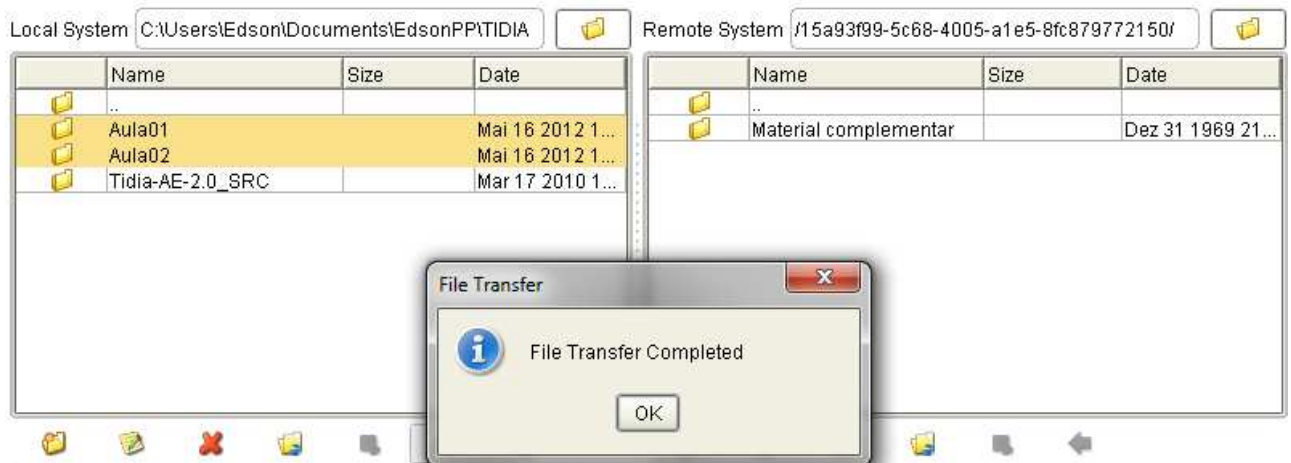 Local System C:\Users\Edson\Documents\EdsonPP\TIDIA
Remote System /15a93f99-5c68-4005-a1e5-8fc879772150/
Name Size Date
..
Aula01 Mai 16 2012 1...
Aula02 Mai 16 2012 1...
Tidia-AE-2.0_SRC Mar 17 2010 1...
Name Size Date
..
Material complementar Dez 31 1969 21...
File Transfer
File Transfer Completed
OK